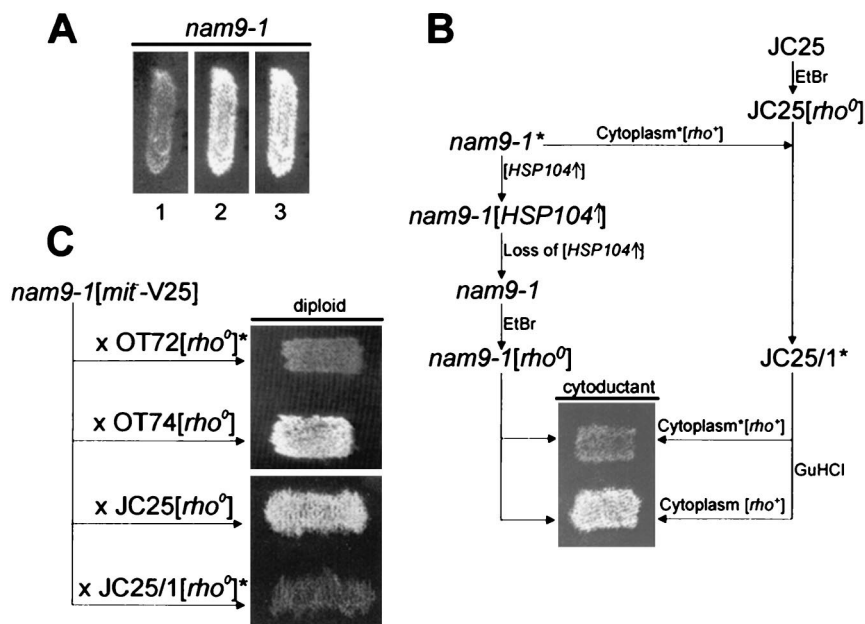 A
nam9-1
1 2 3
B
JC25
EtBr
JC25[rho⁰]
nam9-1*
Cytoplasm*[rho⁺]
[HSP104↑]
nam9-1[HSP104↑]
Loss of [HSP104↑]
nam9-1
EtBr
nam9-1[rho⁰]
JC25/1*
cytoductant
Cytoplasm*[rho⁺]
GuHCl
Cytoplasm [rho⁺]
C
nam9-1[mit⁻-V25]
diploid
x OT72[rho⁰]*
x OT74[rho⁰]
x JC25[rho⁰]
x JC25/1[rho⁰]*